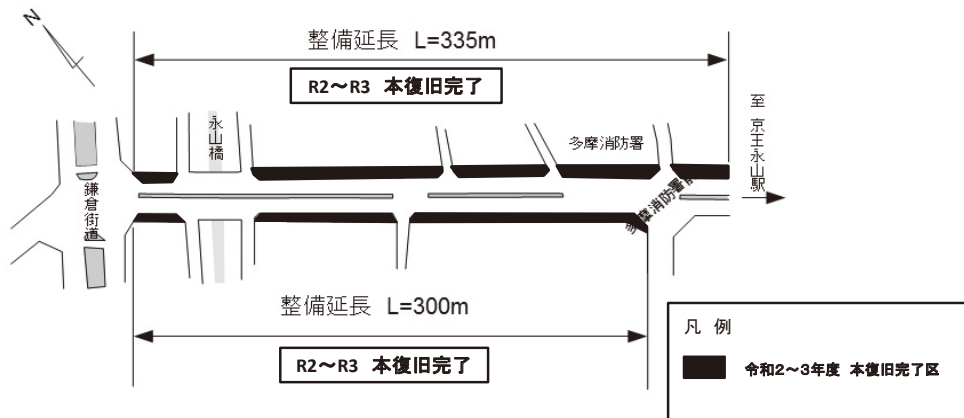 N
整備延長 L=335m
R2～R3 本復旧完了
至 京王永山駅
永山橋
多摩消防署
鎌倉街道
多摩消防署前
整備延長 L=300m
R2～R3 本復旧完了
凡 例
令和2～3年度 本復旧完了区